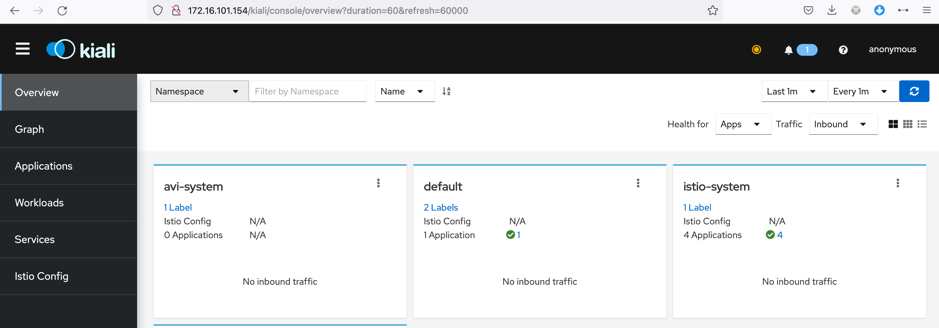 172.16.101.154/kiali/console/overview?duration=60&refresh=60000
kiali
1
anonymous
Overview
Graph
Applications
Workloads
Services
Istio Config
Namespace
Filter by Namespace
Name
Last 1m
Every 1m
Health for
Apps
Traffic
Inbound
avi-system
1 Label
Istio Config N/A
0 Applications N/A
No inbound traffic
default
2 Labels
Istio Config N/A
1 Application 1
No inbound traffic
istio-system
1 Label
Istio Config N/A
4 Applications 4
No inbound traffic